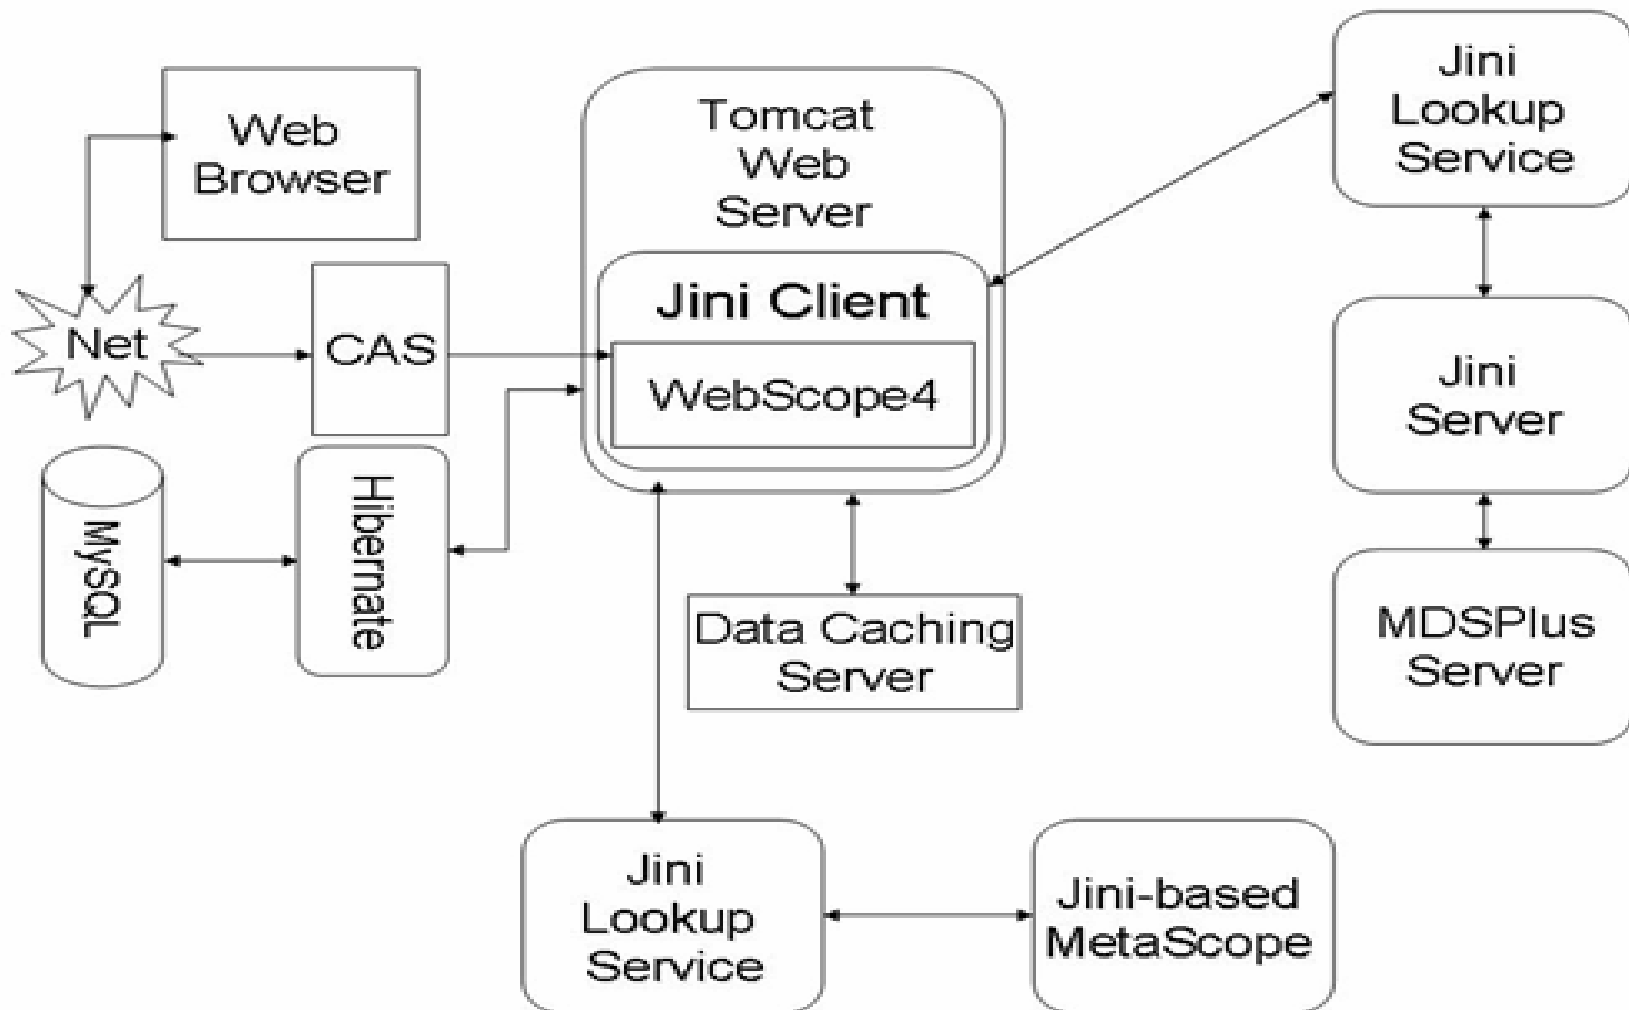 Web
Browser
Net
CAS
MySQL
Hibernate
Tomcat
Web
Server
Jini Client
WebScope4
Data Caching
Server
Jini
Lookup
Service
Jini
Server
MDSPlus
Server
Jini
Lookup
Service
Jini-based
MetaScope